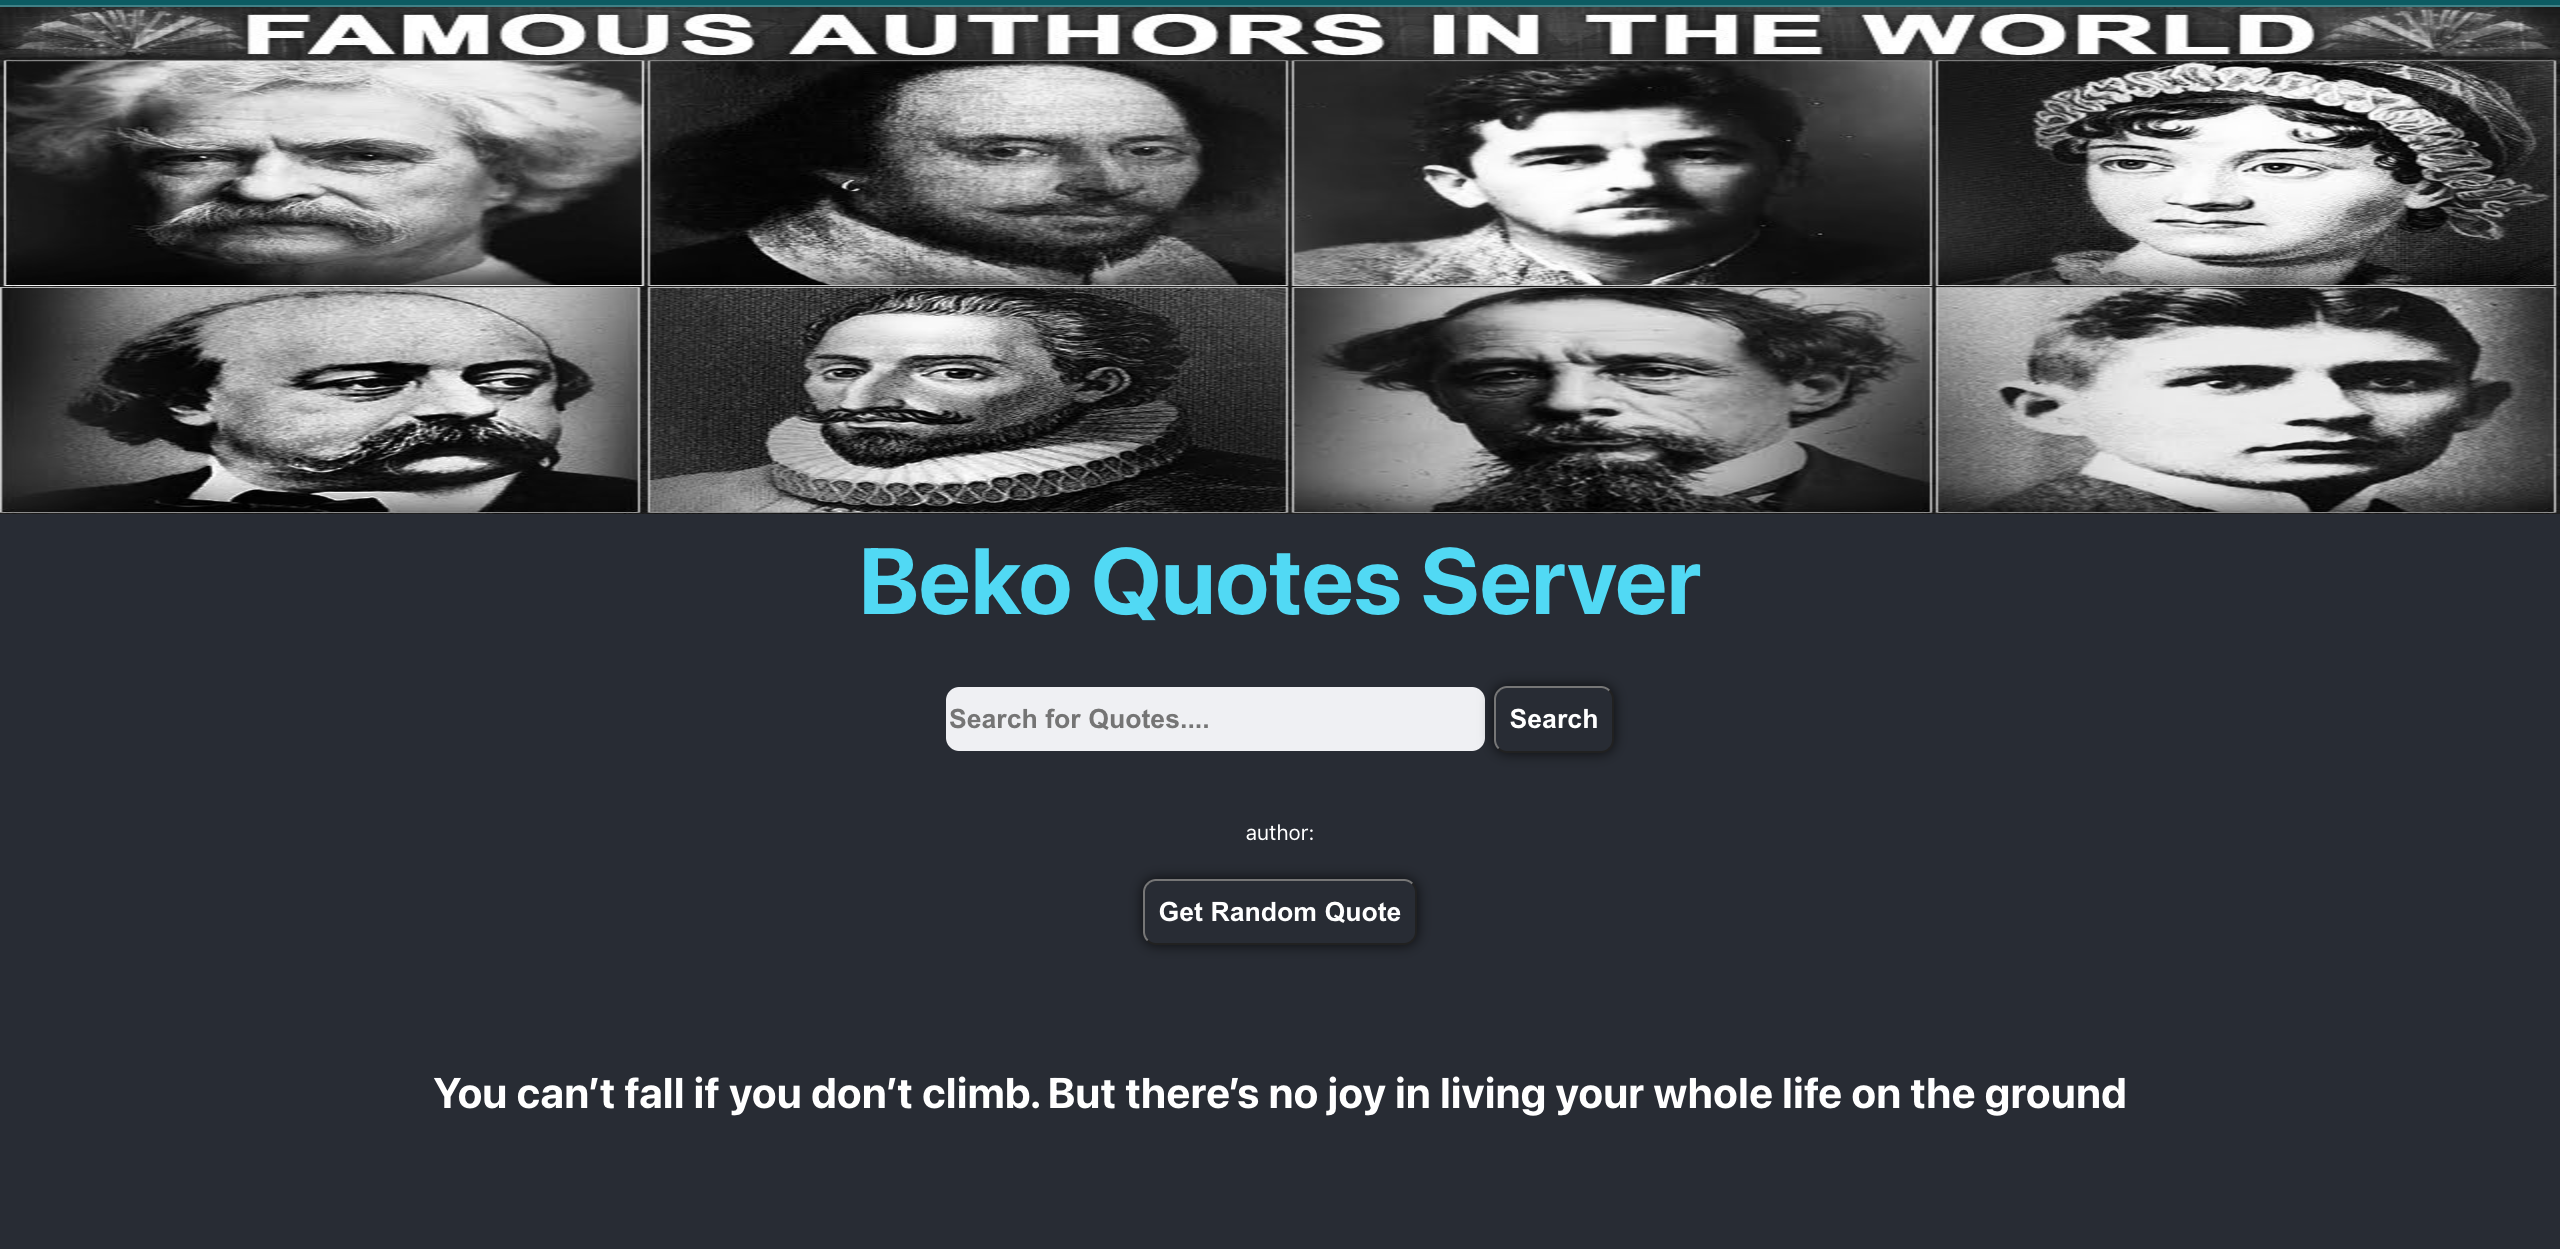 FAMOUS AUTHORS IN THE WORLD
Beko Quotes Server
Search for Quotes....
Search
author:
Get Random Quote
You can’t fall if you don’t climb. But there’s no joy in living your whole life on the ground